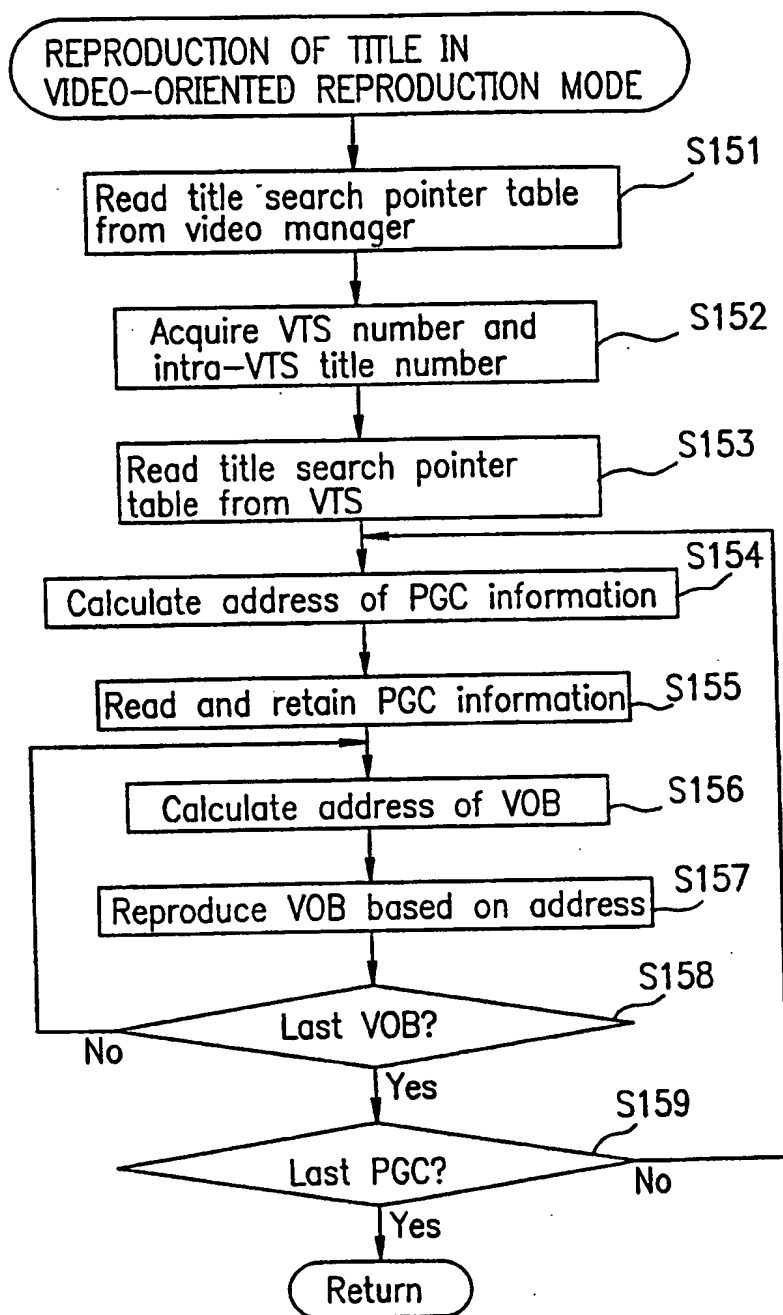 REPRODUCTION OF TITLE IN
VIDEO-ORIENTED REPRODUCTION MODE
S151
Read title search pointer table
from video manager
S152
Acquire VTS number and
intra-VTS title number
S153
Read title search pointer
table from VTS
S154
Calculate address of PGC information
S155
Read and retain PGC information
S156
Calculate address of VOB
S157
Reproduce VOB based on address
S158
Last VOB?
No
Yes
S159
Last PGC?
No
Yes
Return